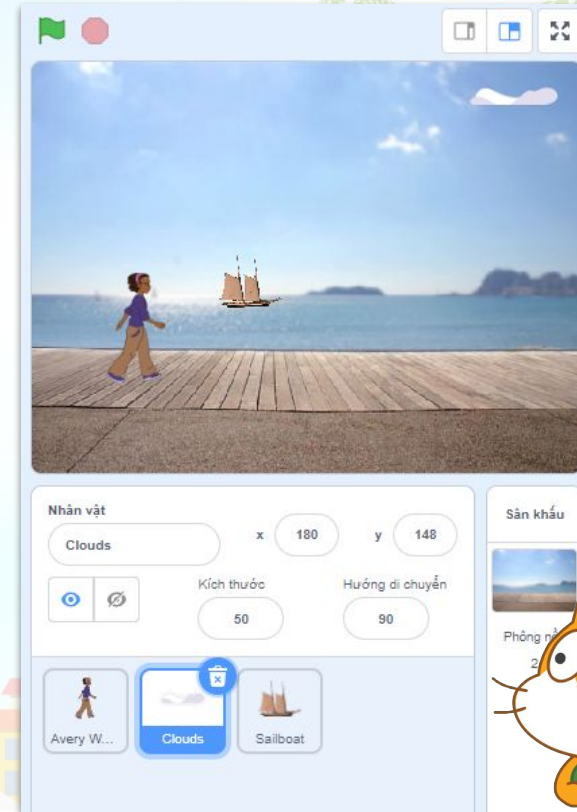 Nhân vật
Clouds
x 180
y 148
Kích thước
50
Hướng di chuyển
90
Avery W...
Clouds
Sailboat
Sân khấu
Phông
2